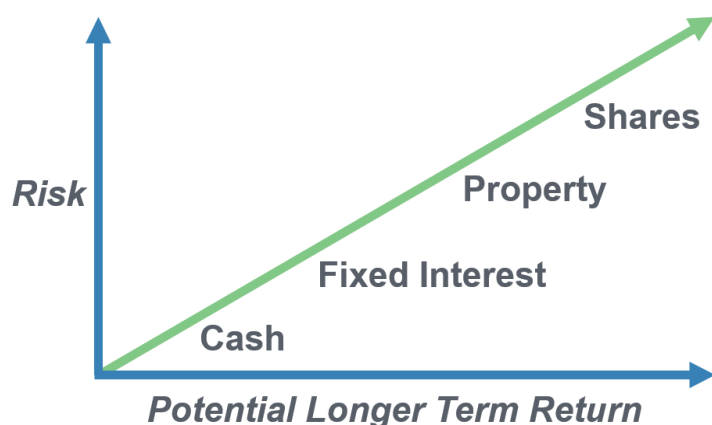 Shares
Property
Risk
Fixed Interest
Cash
Potential Longer Term Return